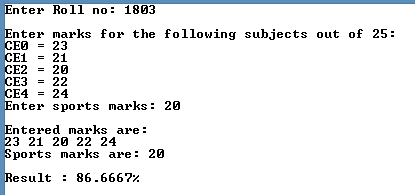 Enter Roll no: 1803
Enter marks for the following subjects out of 25:
CE0 = 23
CE1 = 21
CE2 = 20
CE3 = 22
CE4 = 24
Enter sports marks: 20
Entered marks are:
23 21 20 22 24
Sports marks are: 20
Result : 86.6667%